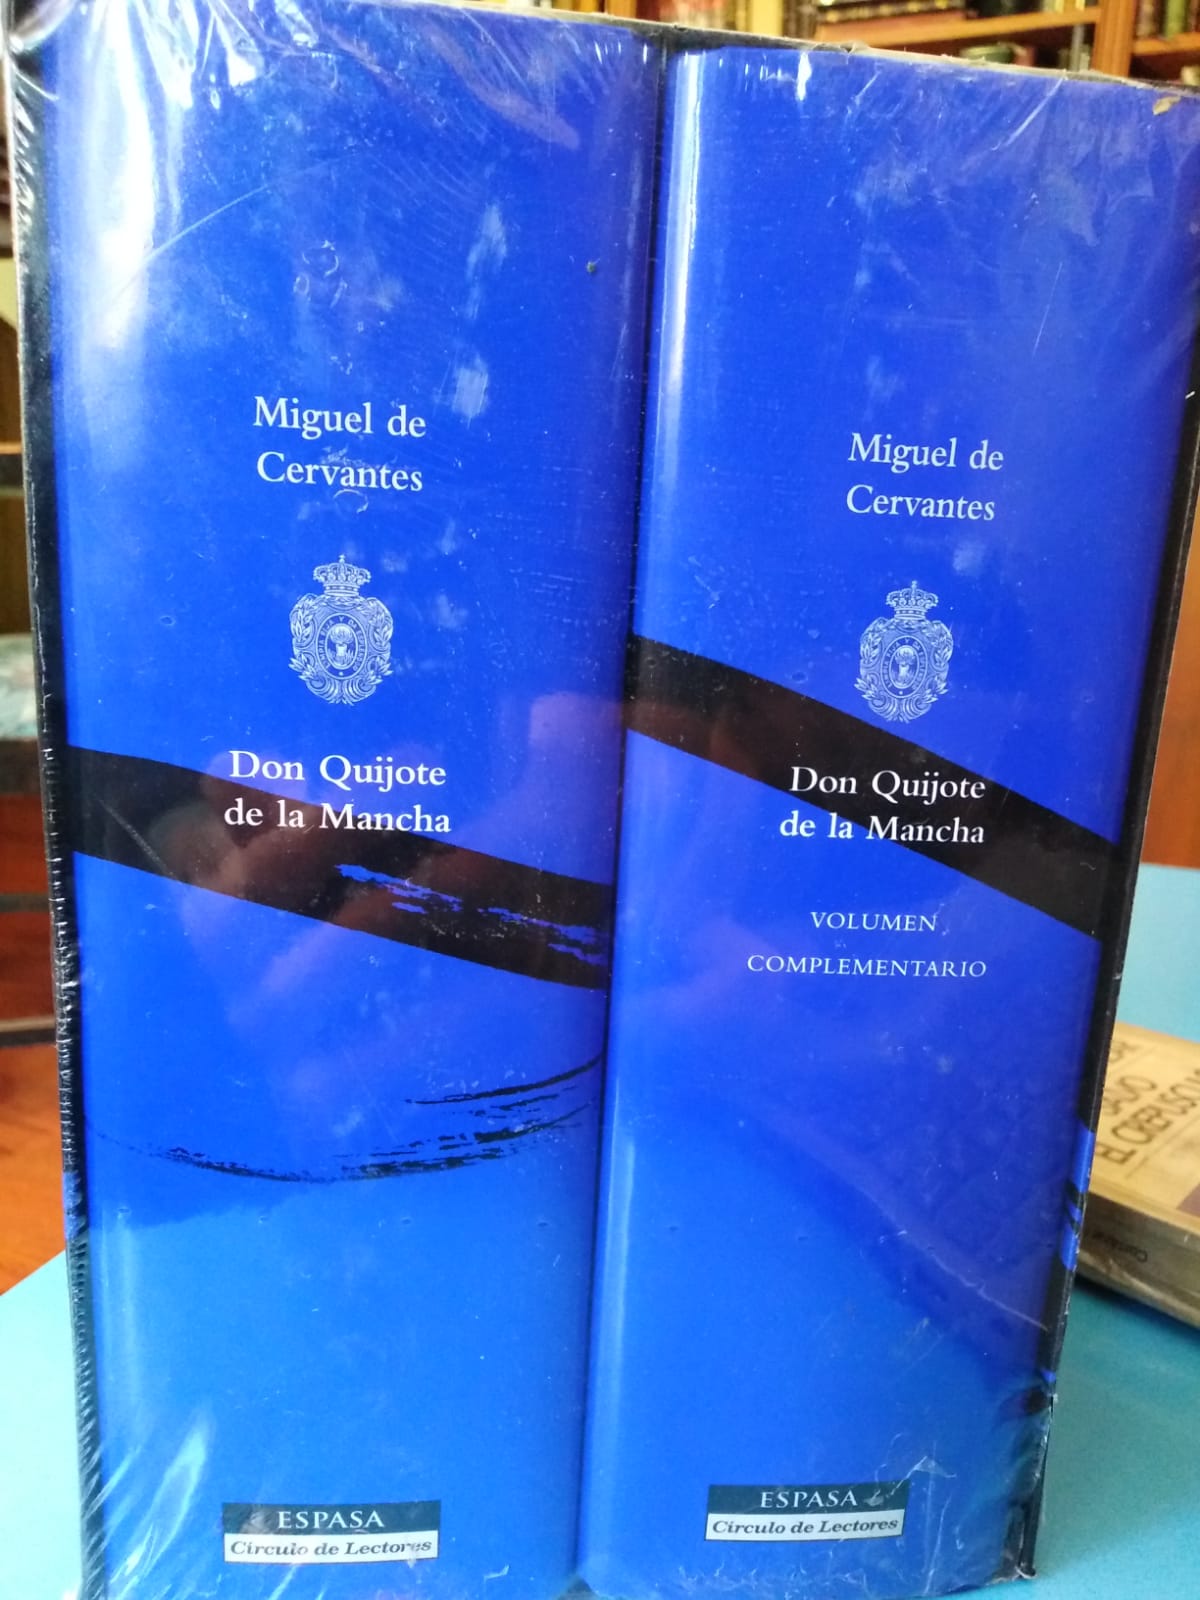 Miguel de
Cervantes
Don Quijote
de la Mancha
ESPASA
Círculo de Lectores
Miguel de
Cervantes
Don Quijote
de la Mancha
VOLUMEN
COMPLEMENTARIO
ESPASA
Círculo de Lectores